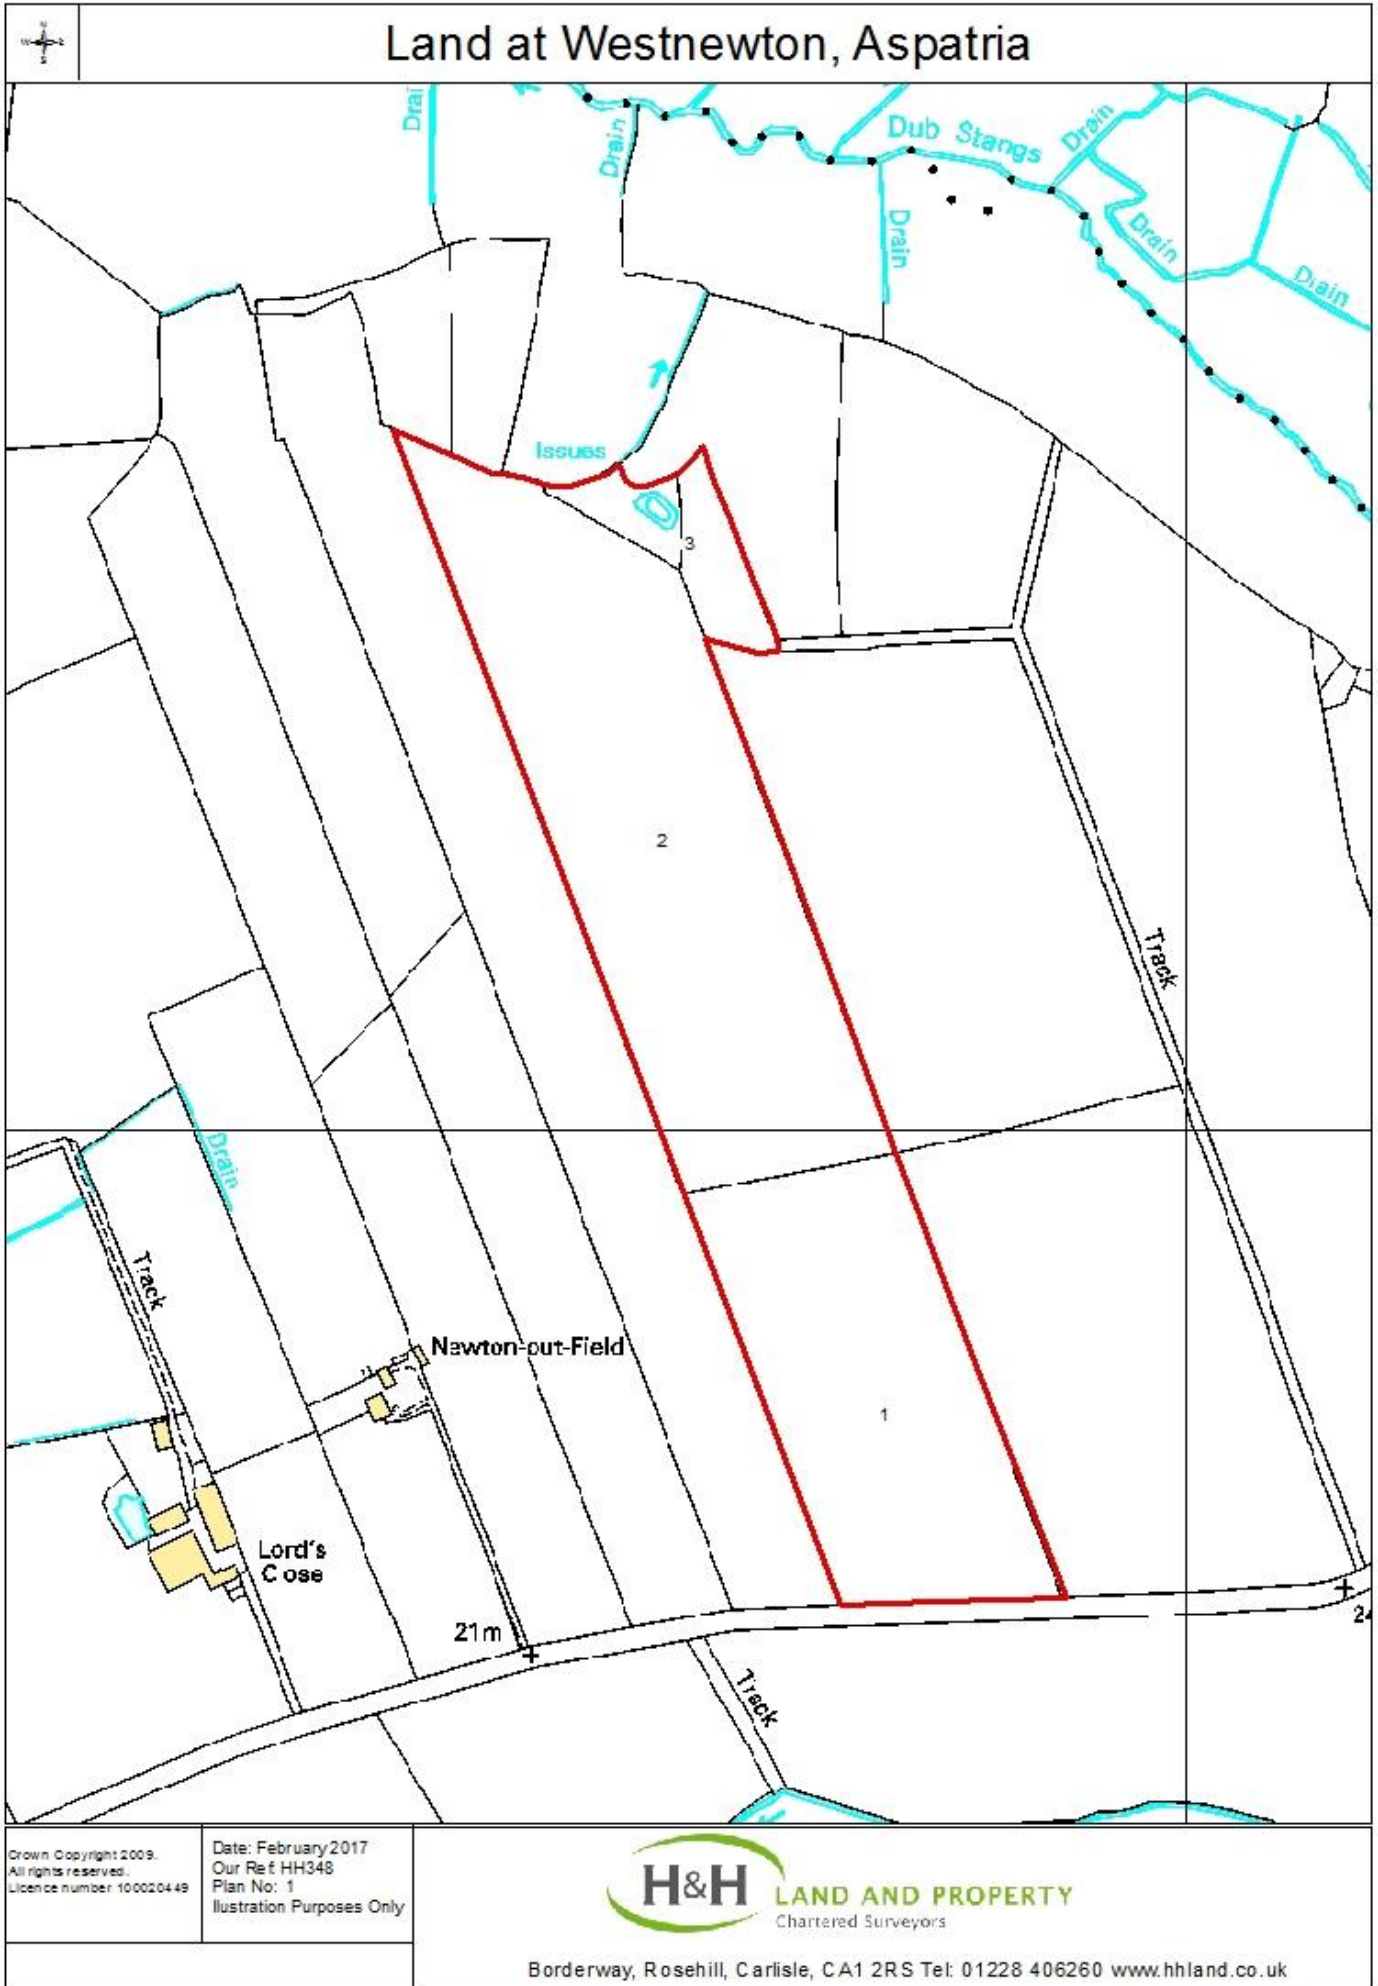 Land at Westnewton, Aspatria
Drai
Drain
Dub Stangs
Drain
Drain
Drain
Drain
Issues
3
2
Track
Drain
Track
Newton-out-Field
1
Lord's
C ose
21m
24
Track
Crown Copyright 2009.
All rights reserved.
Licence number 100020449
Date: February 2017
Our Ref: HH348
Plan No: 1
llustration Purposes Only
H&H
LAND AND PROPERTY
Chartered Surveyors
Borderway, Rosehill, Carlisle, CA1 2RS Tel: 01228 406260 www.hhland.co.uk